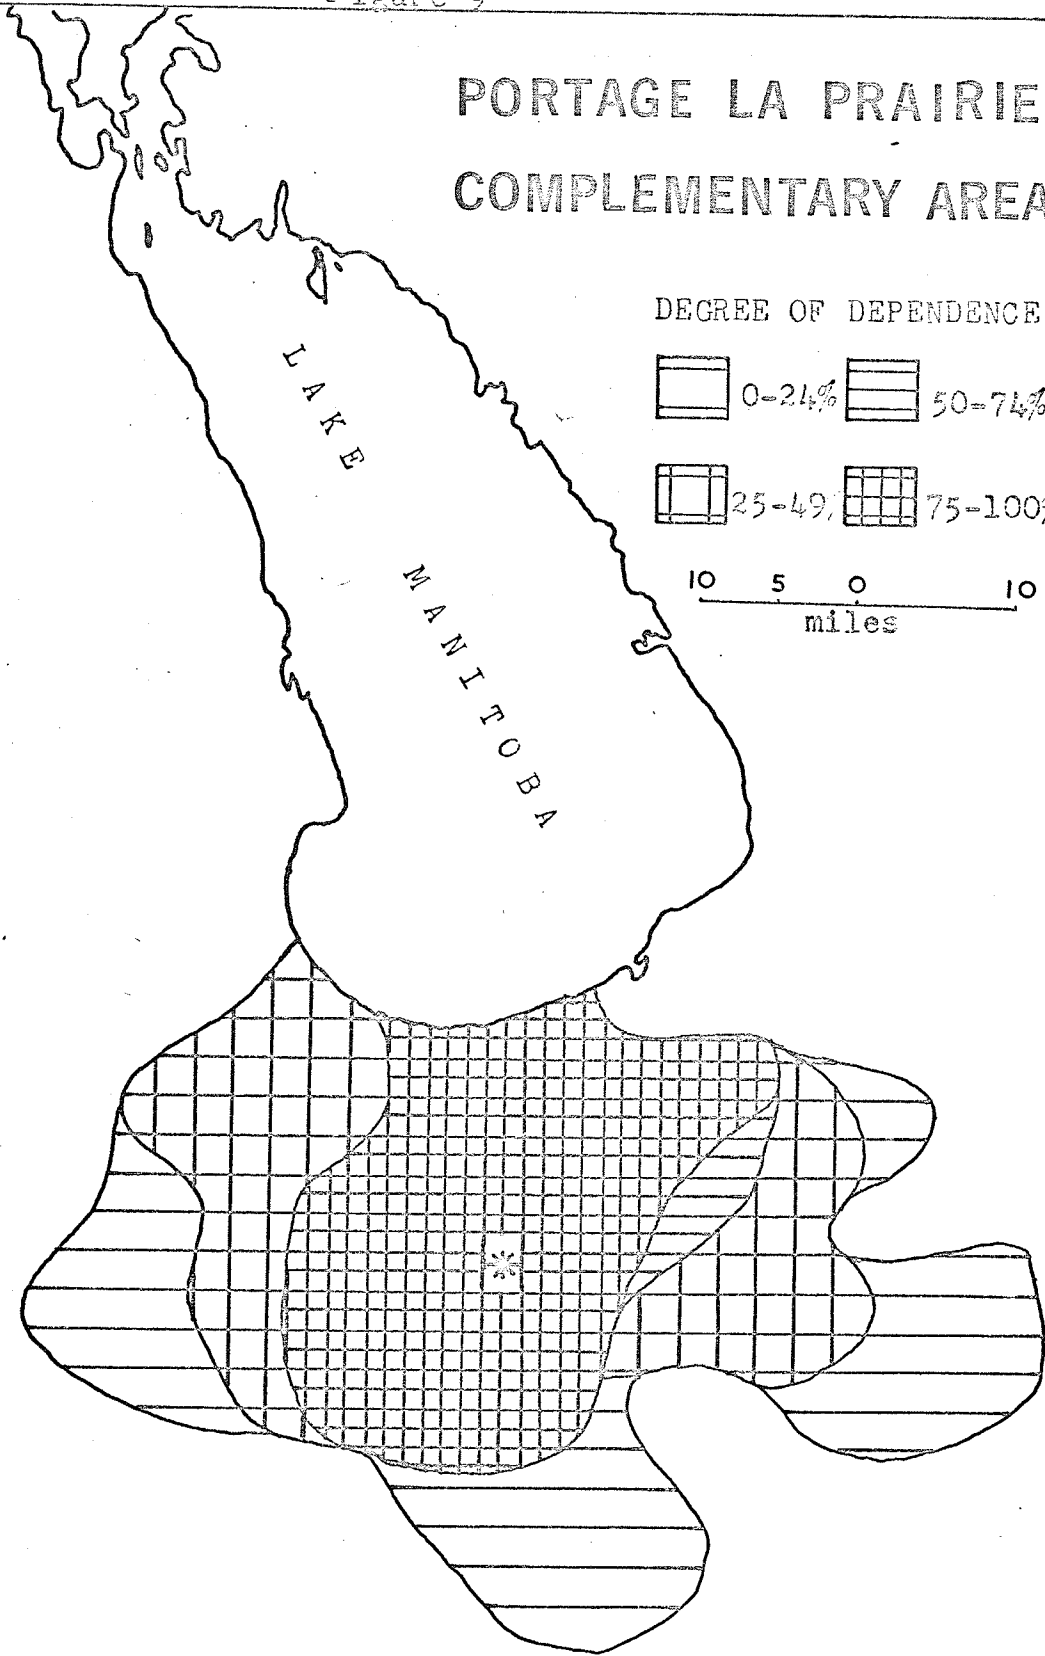 PORTAGE LA PRAIRIE
COMPLEMENTARY AREA
DEGREE OF DEPENDENCE
0-24% 50-74%
25-49% 75-100%
10 5 0 10
miles
LAKE
MANITOBA